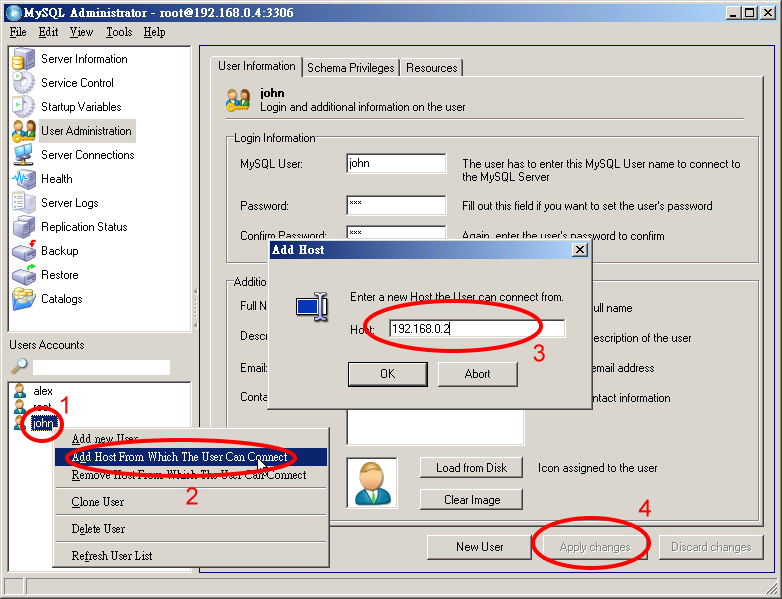 MySQL Administrator - root@192.168.0.4:3306
File Edit View Tools Help
Server Information
Service Control
Startup Variables
User Administration
Server Connections
Health
Server Logs
Replication Status
Backup
Restore
Catalogs
Users Accounts
alex
root
john
1
Add new User
Add Host From Which The User Can Connect
Remove Host From Which The User Can Connect
2
Clone User
Delete User
Refresh User List
User Information Schema Privileges Resources
john
Login and additional information on the user
Login Information
MySQL User: john The user has to enter this MySQL User name to connect to
the MySQL Server
Password: *** Fill out this field if you want to set the user's password
Confirm Password: *** Again, enter the user's password to confirm
Additio
Full N ull name
Descr escription of the user
Email: email address
Conta ontact information
Add Host
Enter a new Host the User can connect from.
Host: 192.168.0.2
3
OK Abort
Load from Disk Icon assigned to the user
Clear Image
4
New User Apply changes Discard changes